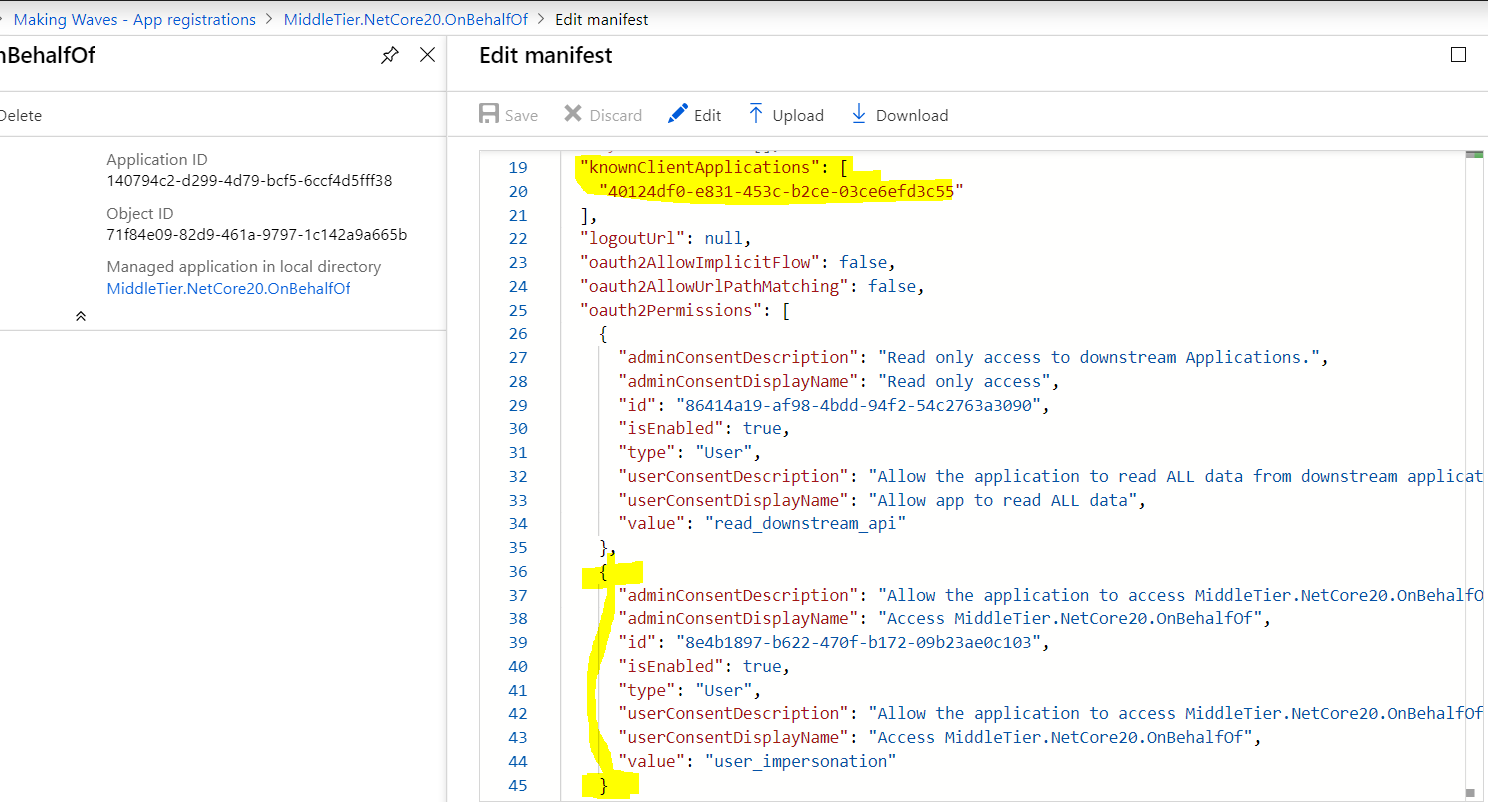 Making Waves - App registrations > MiddleTier.NetCore20.OnBehalfOf > Edit manifest
nBehalfOf
Edit manifest
Delete
Save Discard Edit Upload Download
Application ID
140794c2-d299-4d79-bcf5-6ccf4d5fff38
Object ID
71f84e09-82d9-461a-9797-1c142a9a665b
Managed application in local directory
MiddleTier.NetCore20.OnBehalfOf
19 "knownClientApplications": [
20 "40124df0-e831-453c-b2ce-03ce6efd3c55"
21 ],
22 "logoutUrl": null,
23 "oauth2AllowImplicitFlow": false,
24 "oauth2AllowUrlPathMatching": false,
25 "oauth2Permissions": [
26 {
27 "adminConsentDescription": "Read only access to downstream Applications.",
28 "adminConsentDisplayName": "Read only access",
29 "id": "86414a19-af98-4bdd-94f2-54c2763a3090",
30 "isEnabled": true,
31 "type": "User",
32 "userConsentDescription": "Allow the application to read ALL data from downstream applicat
33 "userConsentDisplayName": "Allow app to read ALL data",
34 "value": "read_downstream_api"
35 },
36 {
37 "adminConsentDescription": "Allow the application to access MiddleTier.NetCore20.OnBehalfO
38 "adminConsentDisplayName": "Access MiddleTier.NetCore20.OnBehalfOf",
39 "id": "8e4b1897-b622-470f-b172-09b23ae0c103",
40 "isEnabled": true,
41 "type": "User",
42 "userConsentDescription": "Allow the application to access MiddleTier.NetCore20.OnBehalfOf
43 "userConsentDisplayName": "Access MiddleTier.NetCore20.OnBehalfOf",
44 "value": "user_impersonation"
45 }